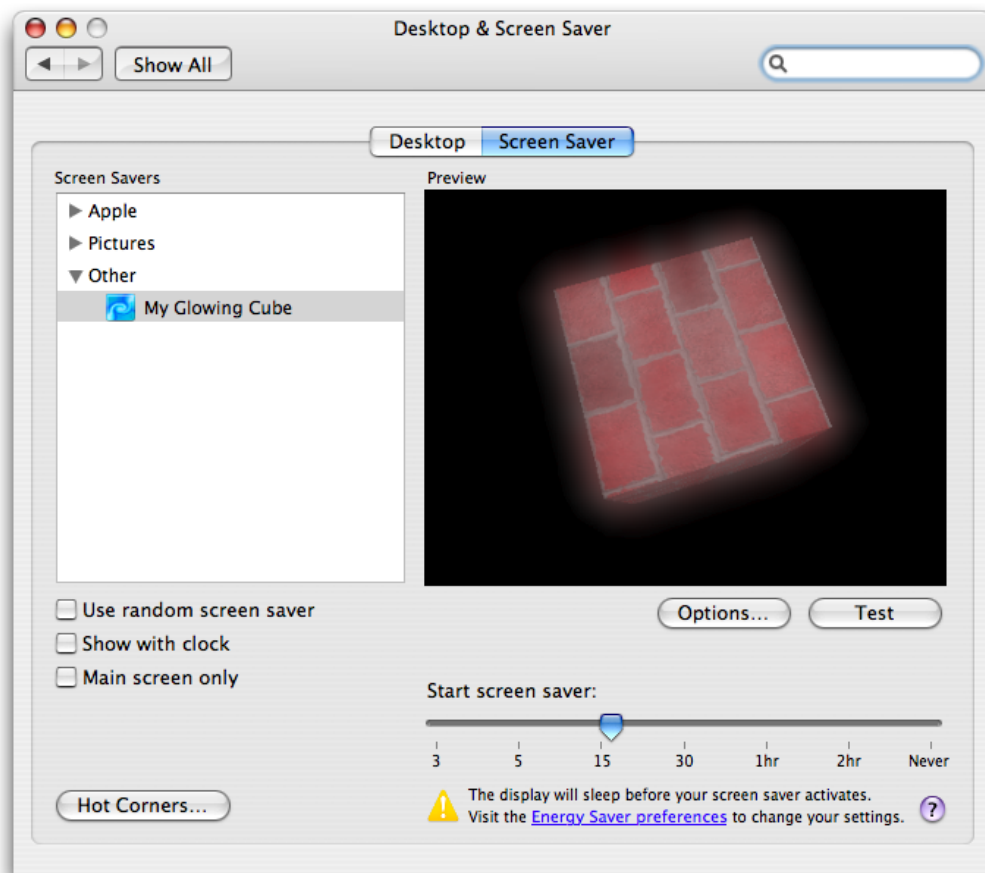 Desktop & Screen Saver
Show All
Desktop
Screen Saver
Screen Savers
Preview
Apple
Pictures
Other
My Glowing Cube
Use random screen saver
Show with clock
Main screen only
Options...
Test
Start screen saver:
3 5 15 30 1hr 2hr Never
Hot Corners...
The display will sleep before your screen saver activates.
Visit the Energy Saver preferences to change your settings.
?